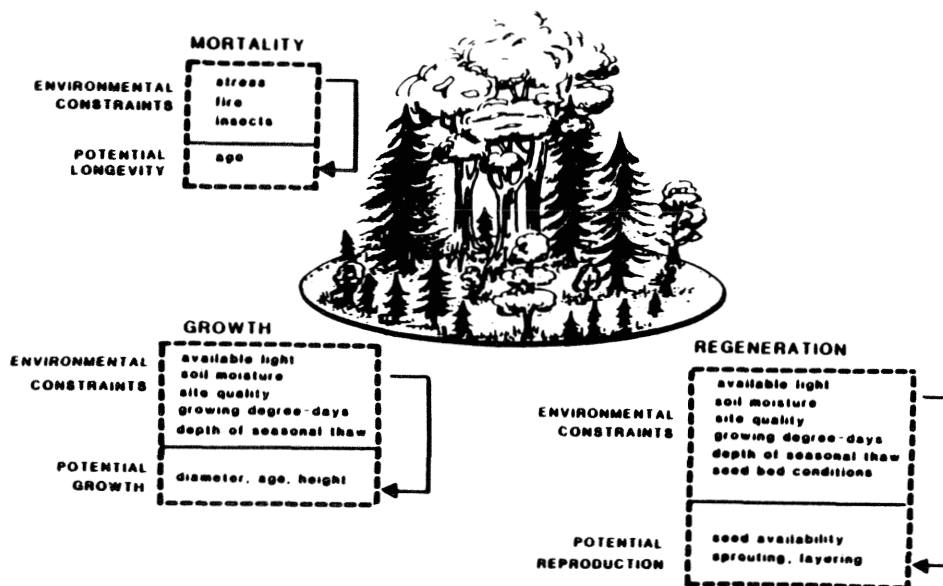 MORTALITY
ENVIRONMENTAL
CONSTRAINTS
stress
fire
insects
POTENTIAL
LONGEVITY
age
GROWTH
ENVIRONMENTAL
CONSTRAINTS
available light
soil moisture
site quality
growing degree-days
depth of seasonal thaw
POTENTIAL
GROWTH
diameter, age, height
REGENERATION
ENVIRONMENTAL
CONSTRAINTS
available light
soil moisture
site quality
growing degree-days
depth of seasonal thaw
seed bed conditions
POTENTIAL
REPRODUCTION
seed availability
sprouting, layering